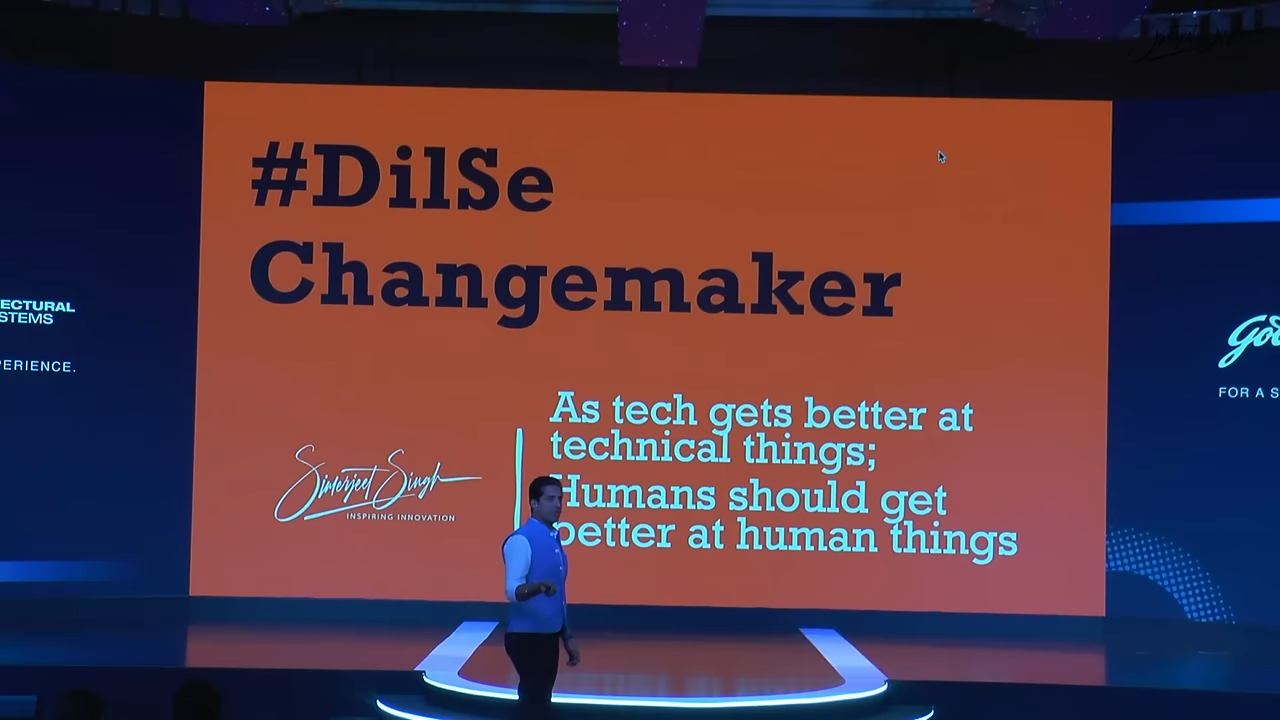 #DilSe
Changemaker
As tech gets better at
technical things;
Humans should get
better at human things
Simerjeet Singh
INSPIRING INNOVATION
ECTURAL
STEMS
PERIENCE.
FOR A S